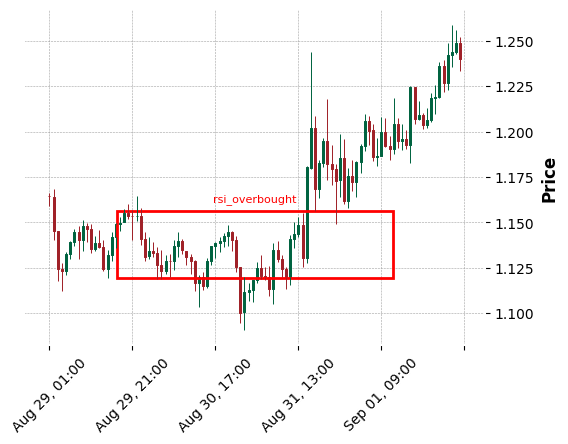 1.250
1.225
1.200
1.175
1.150
1.125
1.100
Price
rsi_overbought
Aug 29, 01:00
Aug 29, 21:00
Aug 30, 17:00
Aug 31, 13:00
Sep 01, 09:00